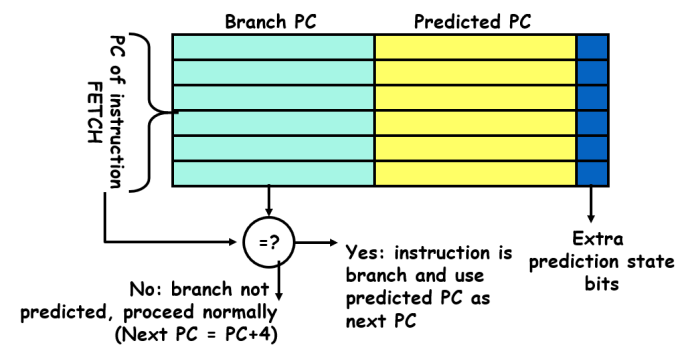 Branch PC
Predicted PC
PC of instruction
FETCH
=?
Yes: instruction is
branch and use
predicted PC as
next PC
Extra
prediction state
bits
No: branch not
predicted, proceed normally
(Next PC = PC+4)